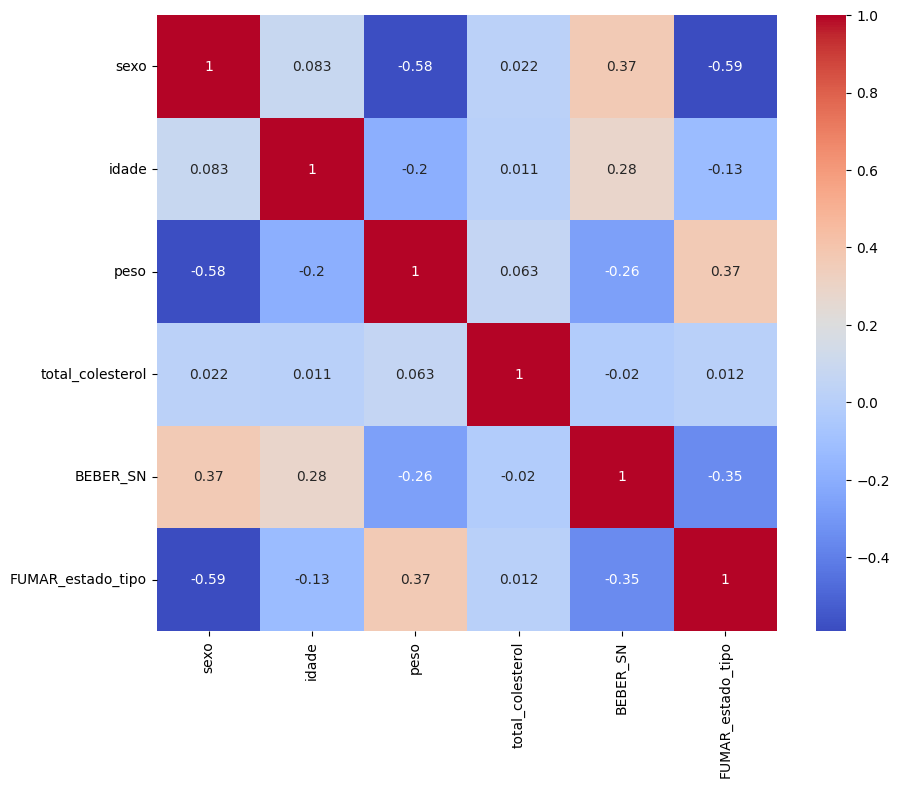 sexo 1 0.083 -0.58 0.022 0.37 -0.59
idade 0.083 1 -0.2 0.011 0.28 -0.13
peso -0.58 -0.2 1 0.063 -0.26 0.37
total_colesterol 0.022 0.011 0.063 1 -0.02 0.012
BEBER_SN 0.37 0.28 -0.26 -0.02 1 -0.35
FUMAR_estado_tipo -0.59 -0.13 0.37 0.012 -0.35 1
sexo
idade
peso
total_colesterol
BEBER_SN
FUMAR_estado_tipo
1.0
0.8
0.6
0.4
0.2
0.0
−0.2
−0.4